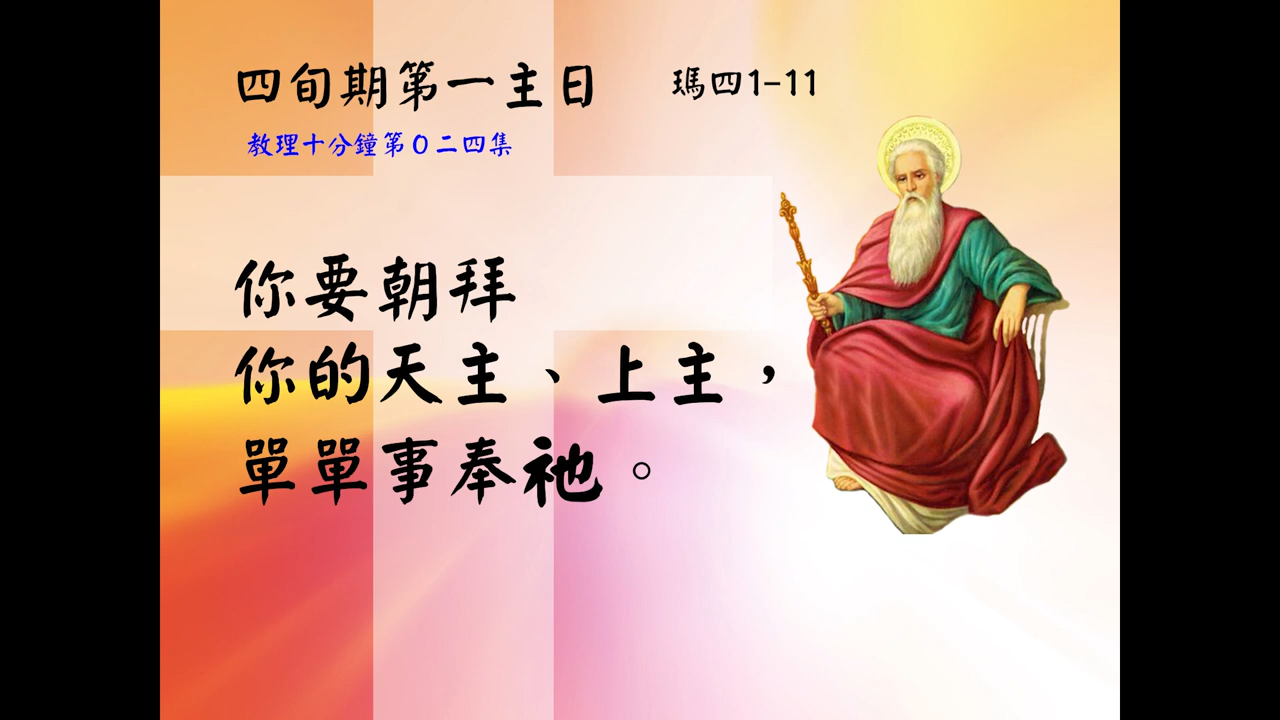 四旬期第一主日 瑪四1-11
教理十分鐘第０二四集
你要朝拜
你的天主、上主，
單單事奉祂。